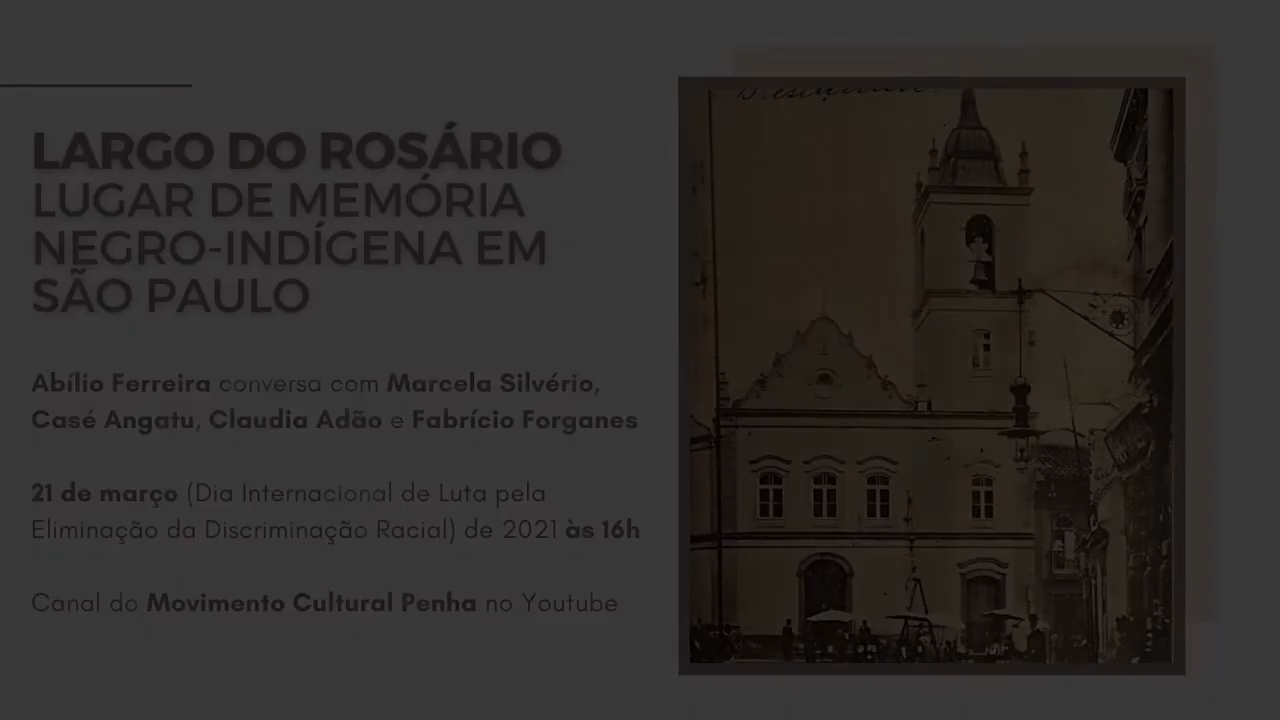 LARGO DO ROSÁRIO
LUGAR DE MEMÓRIA
NEGRO-INDÍGENA EM
SÃO PAULO
Abílio Ferreira conversa com Marcela Silvério,
Casé Angatu, Claudia Adão e Fabrício Forganes
21 de março (Dia Internacional de Luta pela
Eliminação da Discriminação Racial) de 2021 às 16h
Canal do Movimento Cultural Penha no Youtube